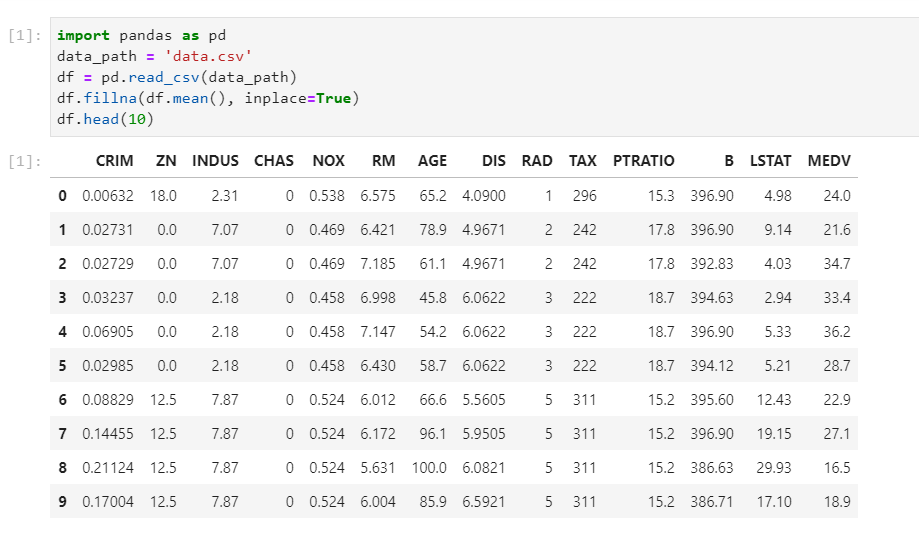 [1]: import pandas as pd
data_path = 'data.csv'
df = pd.read_csv(data_path)
df.fillna(df.mean(), inplace=True)
df.head(10)
[1]: CRIM ZN INDUS CHAS NOX RM AGE DIS RAD TAX PTRATIO B LSTAT MEDV
0 0.00632 18.0 2.31 0 0.538 6.575 65.2 4.0900 1 296 15.3 396.90 4.98 24.0
1 0.02731 0.0 7.07 0 0.469 6.421 78.9 4.9671 2 242 17.8 396.90 9.14 21.6
2 0.02729 0.0 7.07 0 0.469 7.185 61.1 4.9671 2 242 17.8 392.83 4.03 34.7
3 0.03237 0.0 2.18 0 0.458 6.998 45.8 6.0622 3 222 18.7 394.63 2.94 33.4
4 0.06905 0.0 2.18 0 0.458 7.147 54.2 6.0622 3 222 18.7 396.90 5.33 36.2
5 0.02985 0.0 2.18 0 0.458 6.430 58.7 6.0622 3 222 18.7 394.12 5.21 28.7
6 0.08829 12.5 7.87 0 0.524 6.012 66.6 5.5605 5 311 15.2 395.60 12.43 22.9
7 0.14455 12.5 7.87 0 0.524 6.172 96.1 5.9505 5 311 15.2 396.90 19.15 27.1
8 0.21124 12.5 7.87 0 0.524 5.631 100.0 6.0821 5 311 15.2 386.63 29.93 16.5
9 0.17004 12.5 7.87 0 0.524 6.004 85.9 6.5921 5 311 15.2 386.71 17.10 18.9